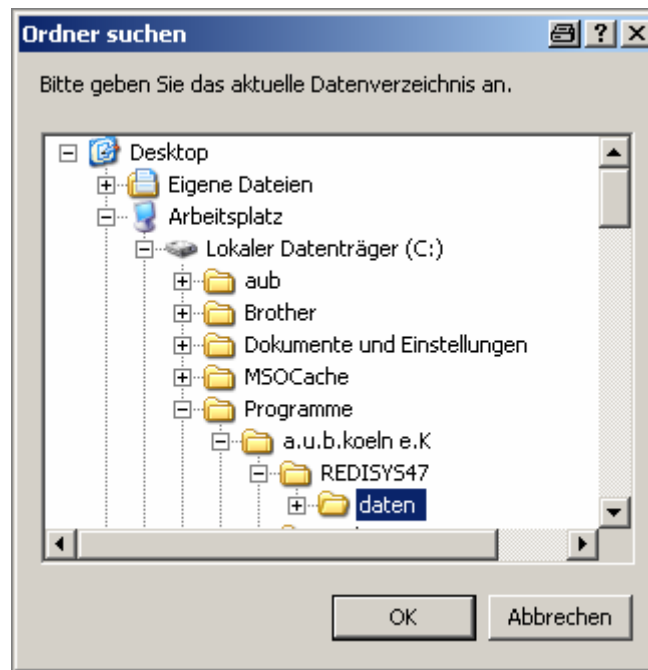 Ordner suchen
Bitte geben Sie das aktuelle Datenverzeichnis an.
Desktop
Eigene Dateien
Arbeitsplatz
Lokaler Datenträger (C:)
aub
Brother
Dokumente und Einstellungen
MSOCache
Programme
a.u.b.koeln e.K
REDISYS47
daten
OK Abbrechen